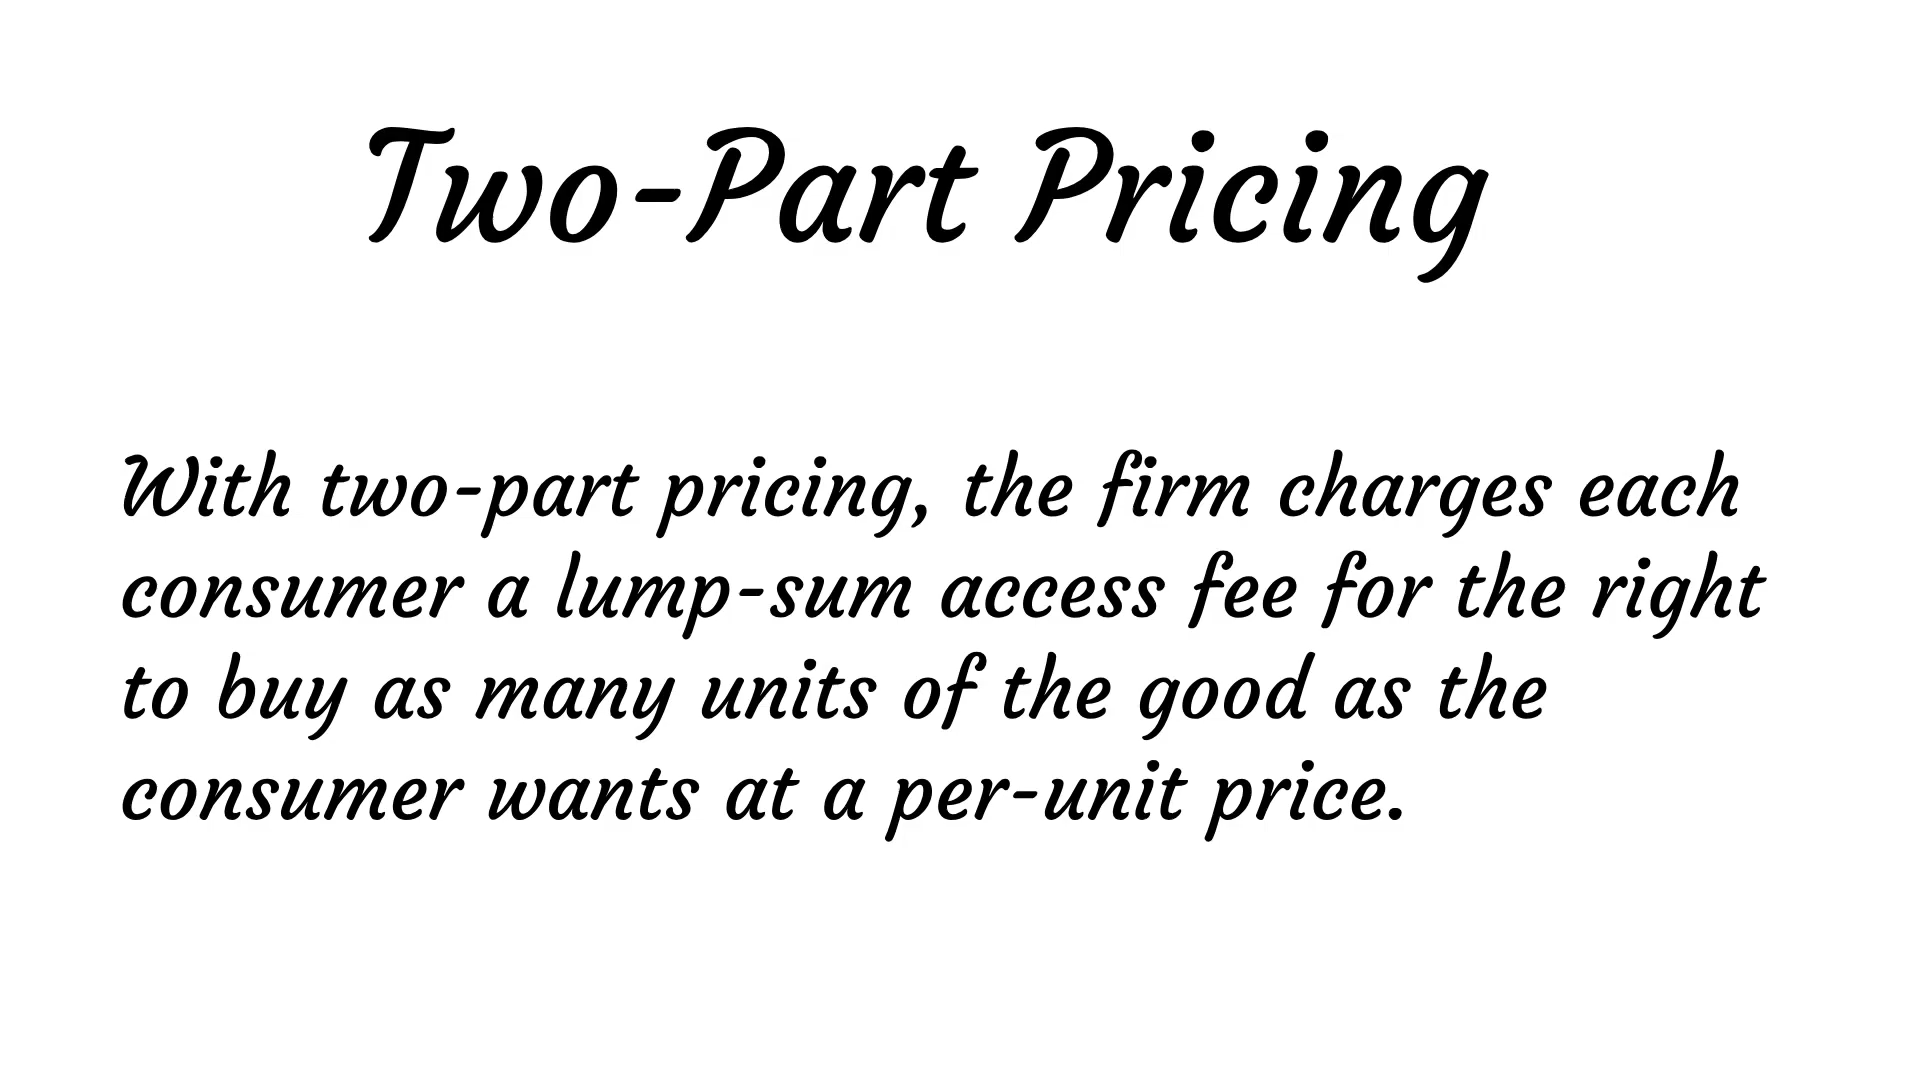 Two-Part Pricing
With two-part pricing, the firm charges each
consumer a lump-sum access fee for the right
to buy as many units of the good as the
consumer wants at a per-unit price.